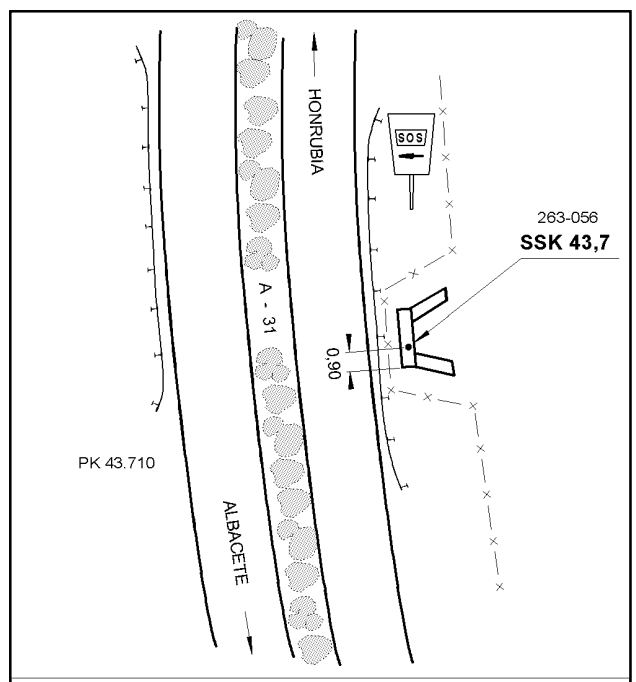 HONRUBIA
SOS
263-056
SSK 43,7
A - 31
0,90
PK 43.710
ALBACETE